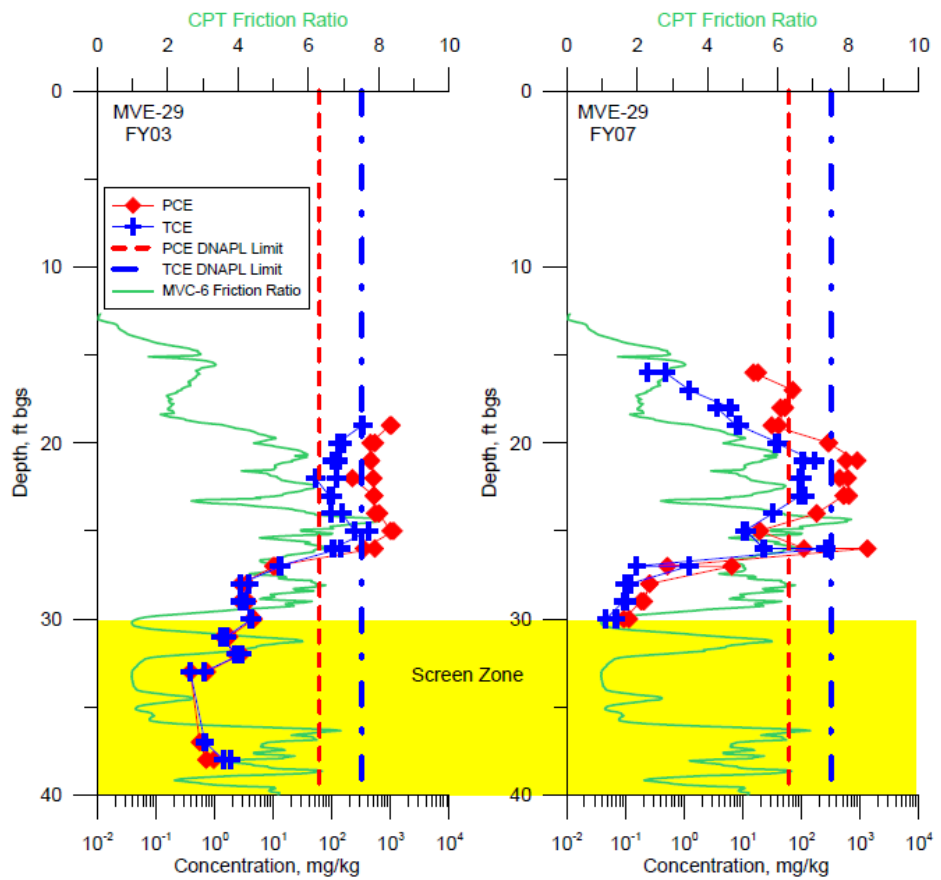 CPT Friction Ratio
CPT Friction Ratio
0 2 4 6 8 10
0 2 4 6 8 10
0
10
20
30
40
0
10
20
30
40
MVE-29
FY03
MVE-29
FY07
PCE
TCE
PCE DNAPL Limit
TCE DNAPL Limit
MVC-6 Friction Ratio
Depth, ft bgs
Depth, ft bgs
Screen Zone
10⁻² 10⁻¹ 10⁰ 10¹ 10² 10³ 10⁴
10⁻² 10⁻¹ 10⁰ 10¹ 10² 10³ 10⁴
Concentration, mg/kg
Concentration, mg/kg